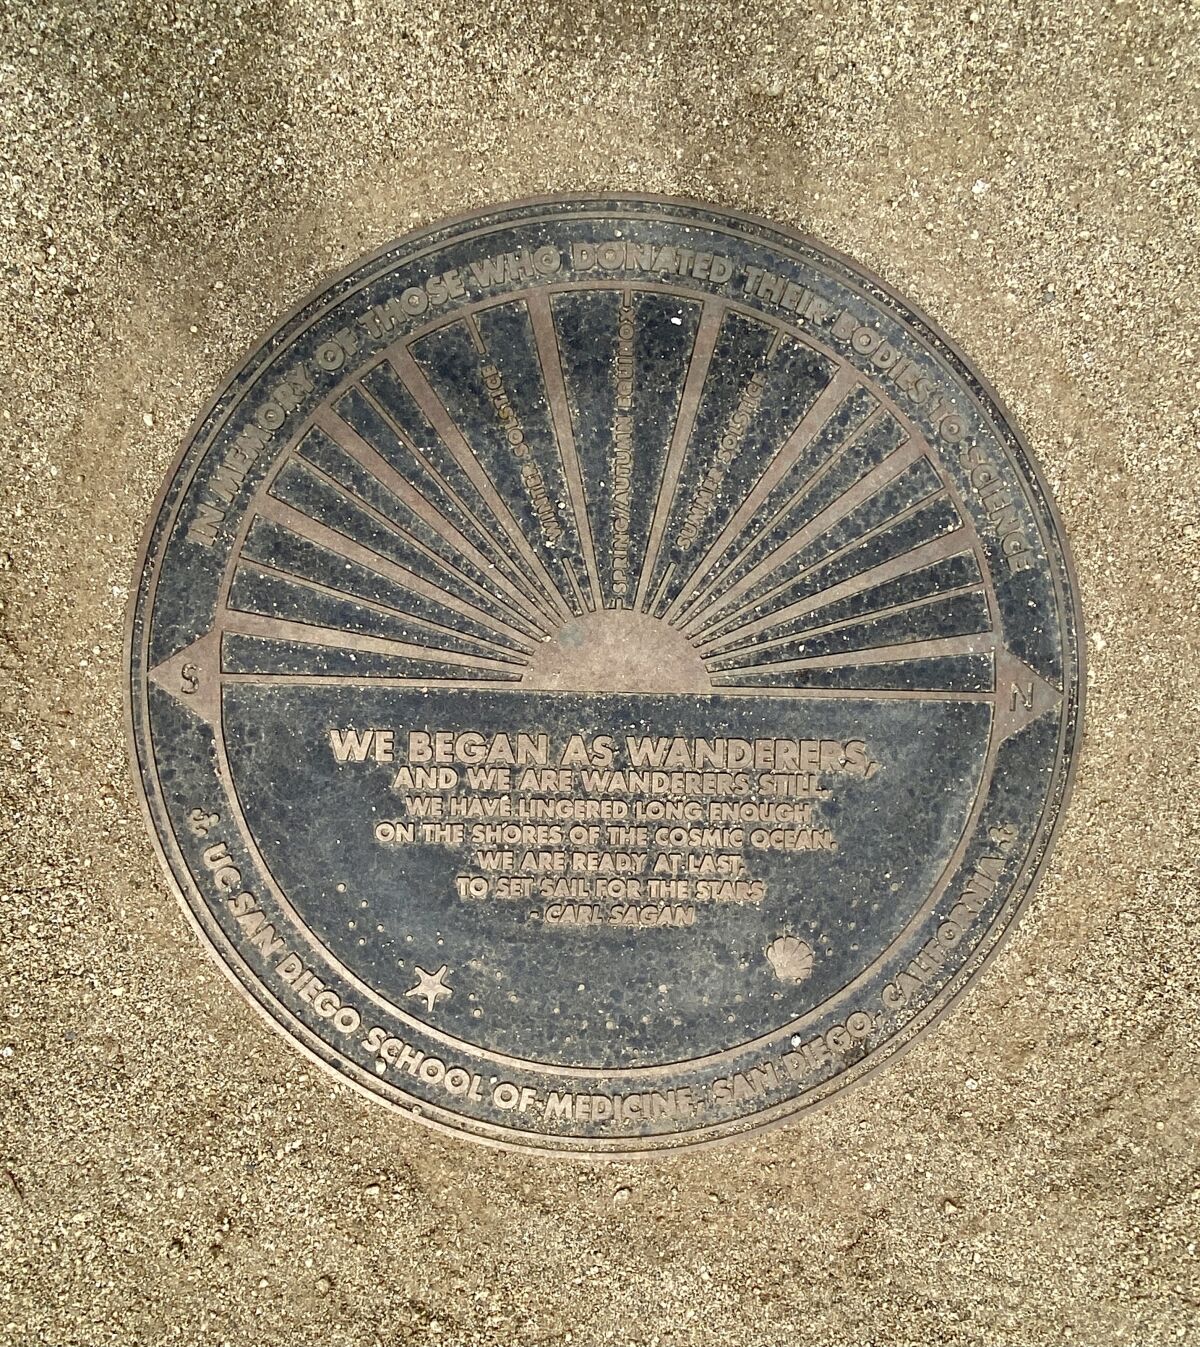 IN MEMORY OF THOSE WHO DONATED THEIR BODIES TO SCIENCE
WINTER SOLSTICE
SPRING/AUTUMN EQUINOX
SUMMER SOLSTICE
S
N
WE BEGAN AS WANDERERS,
AND WE ARE WANDERERS STILL.
WE HAVE LINGERED LONG ENOUGH
ON THE SHORES OF THE COSMIC OCEAN.
WE ARE READY AT LAST,
TO SET SAIL FOR THE STARS
- CARL SAGAN
UC SAN DIEGO SCHOOL OF MEDICINE, SAN DIEGO, CALIFORNIA